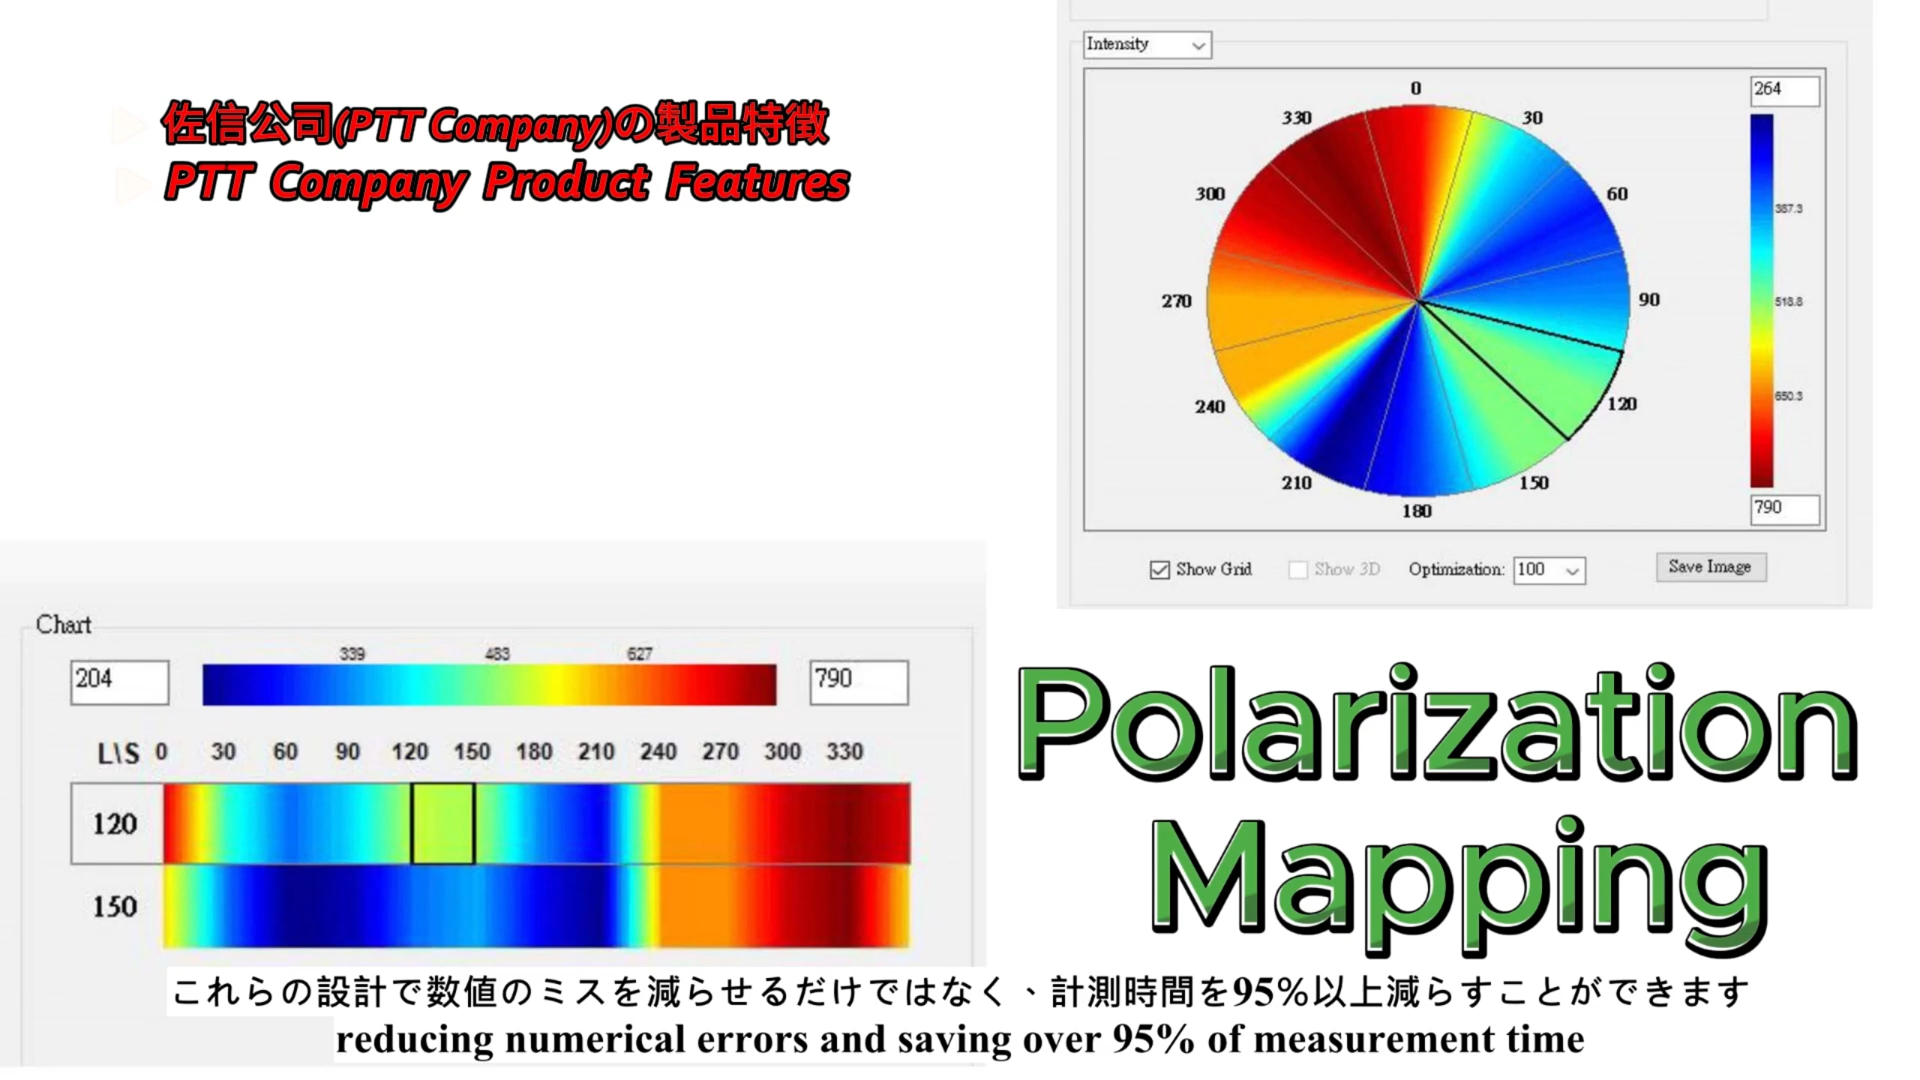 佐信公司(PTT Company)の製品特徴
PTT Company Product Features
Intensity
264
0
30
60
90
120
150
180
210
240
270
300
330
387.3
518.8
650.3
790
Show Grid
Show 3D
Optimization:
100
Save Image
Chart
204
339
483
627
790
L\S 0 30 60 90 120 150 180 210 240 270 300 330
120
150
Polarization
Mapping
これらの設計で数値のミスを減らせるだけではなく、計測時間を95%以上減らすことができます
reducing numerical errors and saving over 95% of measurement time